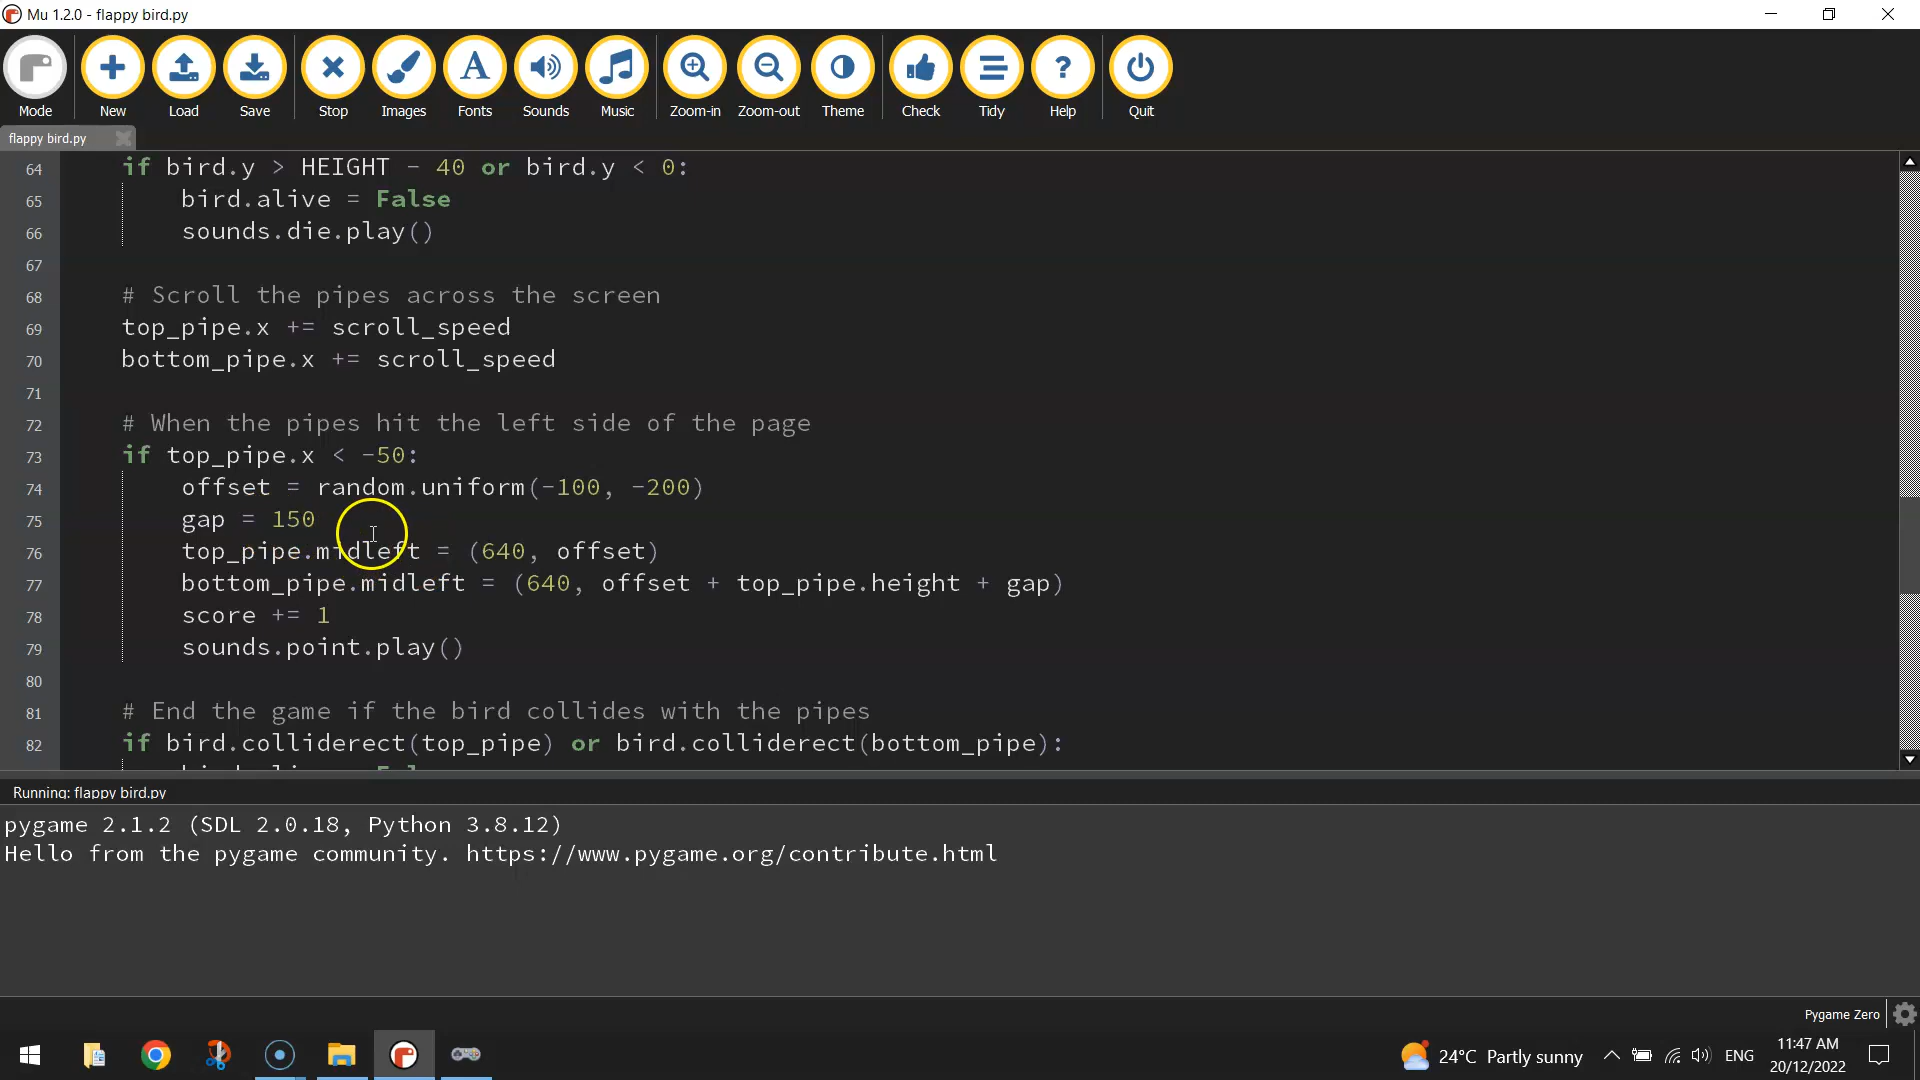 Mu 1.2.0 - flappy bird.py
Mode New Load Save Stop Images Fonts Sounds Music Zoom-in Zoom-out Theme Check Tidy Help Quit
flappy bird.py
64 if bird.y > HEIGHT - 40 or bird.y < 0:
65 bird.alive = False
66 sounds.die.play()
67
68 # Scroll the pipes across the screen
69 top_pipe.x += scroll_speed
70 bottom_pipe.x += scroll_speed
71
72 # When the pipes hit the left side of the page
73 if top_pipe.x < -50:
74 offset = random.uniform(-100, -200)
75 gap = 150
76 top_pipe.midleft = (640, offset)
77 bottom_pipe.midleft = (640, offset + top_pipe.height + gap)
78 score += 1
79 sounds.point.play()
80
81 # End the game if the bird collides with the pipes
82 if bird.colliderect(top_pipe) or bird.colliderect(bottom_pipe):
Running: flappy bird.py
pygame 2.1.2 (SDL 2.0.18, Python 3.8.12)
Hello from the pygame community. https://www.pygame.org/contribute.html
Pygame Zero
24°C Partly sunny ENG 11:47 AM
20/12/2022